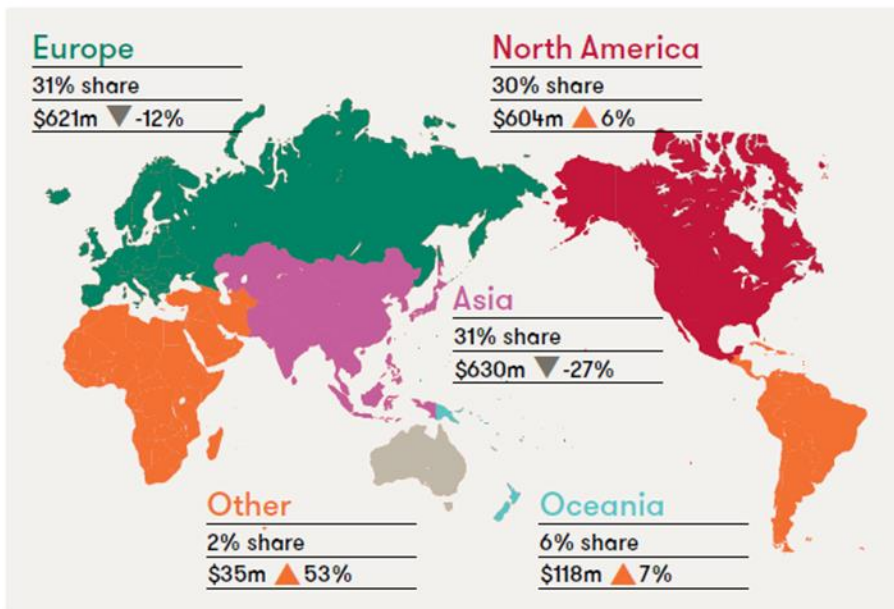 Europe
31% share
$621m ▼ -12%
North America
30% share
$604m ▲ 6%
Asia
31% share
$630m ▼ -27%
Other
2% share
$35m ▲ 53%
Oceania
6% share
$118m ▲ 7%